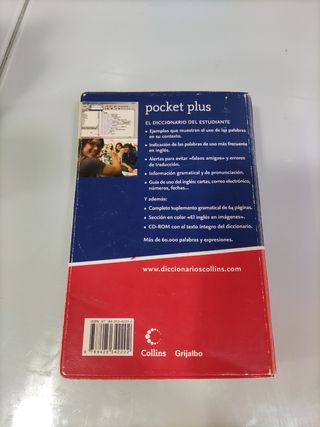 pocket plus
EL DICCIONARIO DEL ESTUDIANTE
• Ejemplos que muestran el uso de las palabras
en su contexto.
• Indicación de las palabras de uso más frecuente
en inglés.
• Alertas para evitar «falsos amigos» y errores
de traducción.
• Información gramatical y de pronunciación.
• Guía de uso del inglés: cartas, correo electrónico,
números, fechas...
Y además:
• Completo suplemento gramatical de 64 páginas.
• Sección en color «El inglés en imágenes».
• CD-ROM con el texto íntegro del diccionario.
Más de 60.000 palabras y expresiones.
www.diccionarioscollins.com
Collins
Grijalbo